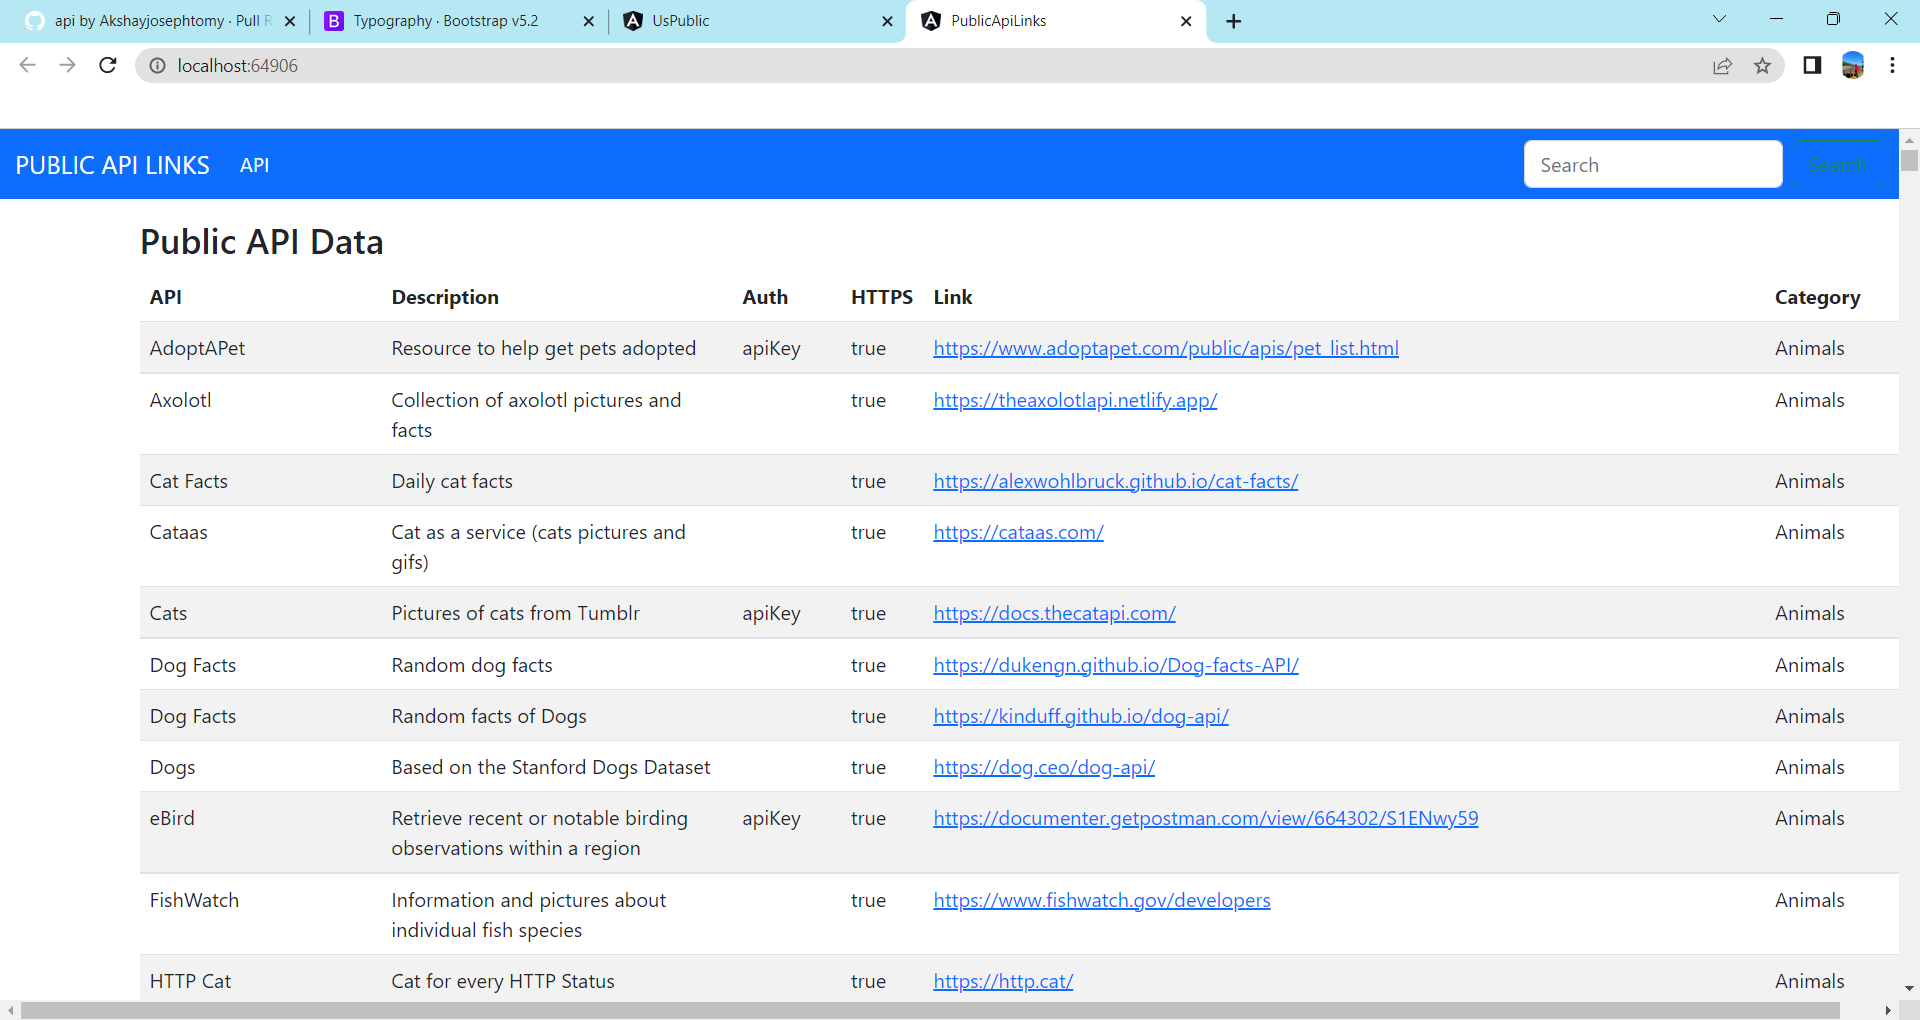 api by Akshayjosephtomy · Pull R
Typography · Bootstrap v5.2
UsPublic
PublicApiLinks
localhost:64906
PUBLIC API LINKS API Search Search
Public API Data
API Description Auth HTTPS Link Category
AdoptAPet Resource to help get pets adopted apiKey true https://www.adoptapet.com/public/apis/pet_list.html Animals
Axolotl Collection of axolotl pictures and true https://theaxolotlapi.netlify.app/ Animals
facts
Cat Facts Daily cat facts true https://alexwohlbruck.github.io/cat-facts/ Animals
Cataas Cat as a service (cats pictures and true https://cataas.com/ Animals
gifs)
Cats Pictures of cats from Tumblr apiKey true https://docs.thecatapi.com/ Animals
Dog Facts Random dog facts true https://dukengn.github.io/Dog-facts-API/ Animals
Dog Facts Random facts of Dogs true https://kinduff.github.io/dog-api/ Animals
Dogs Based on the Stanford Dogs Dataset true https://dog.ceo/dog-api/ Animals
eBird Retrieve recent or notable birding apiKey true https://documenter.getpostman.com/view/664302/S1ENwy59 Animals
observations within a region
FishWatch Information and pictures about true https://www.fishwatch.gov/developers Animals
individual fish species
HTTP Cat Cat for every HTTP Status true https://http.cat/ Animals